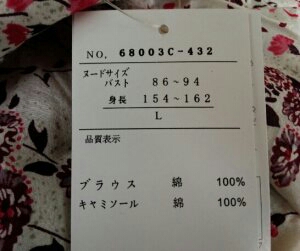 NO. 68003C-432
ヌードサイズ
バスト 86~94
身長 154~162
L
品質表示
ブラウス 綿 100%
キャミソール 綿 100%